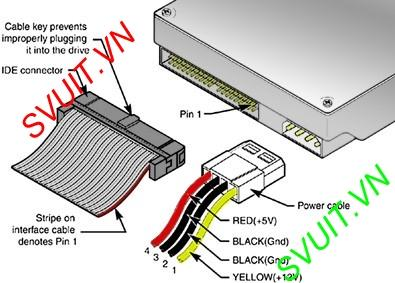 Cable key prevents
improperly plugging
it into the drive
IDE connector
SVUIT.VN
Pin 1
Stripe on
interface cable
denotes Pin 1
Power cable
RED(+5V)
BLACK(Gnd)
BLACK(Gnd)
YELLOW(+12V)
4 3 2 1
SVUIT.VN